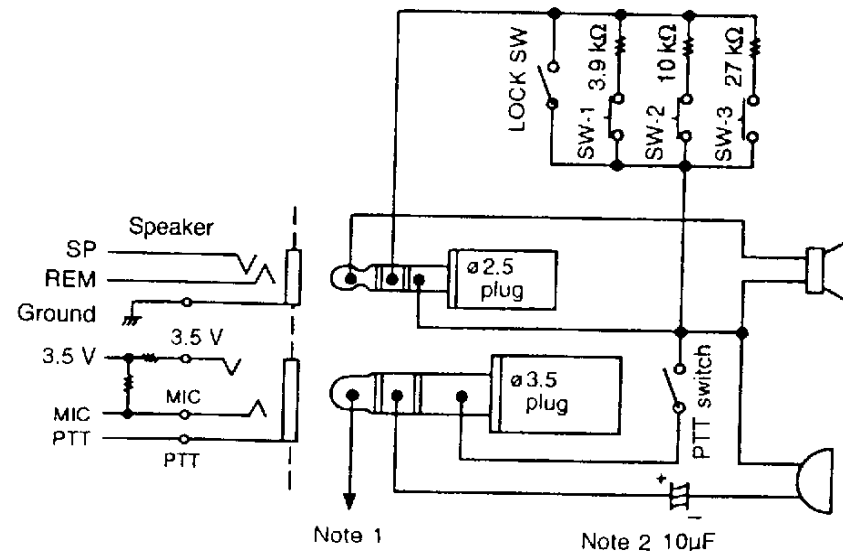 LOCK SW
3.9 kΩ
SW-1
10 kΩ
SW-2
27 kΩ
SW-3
Speaker
SP
REM
Ground
ø2.5
plug
3.5 V
3.5 V
MIC
MIC
PTT
PTT
ø3.5
plug
PTT switch
+
–
Note 1
Note 2 10µF